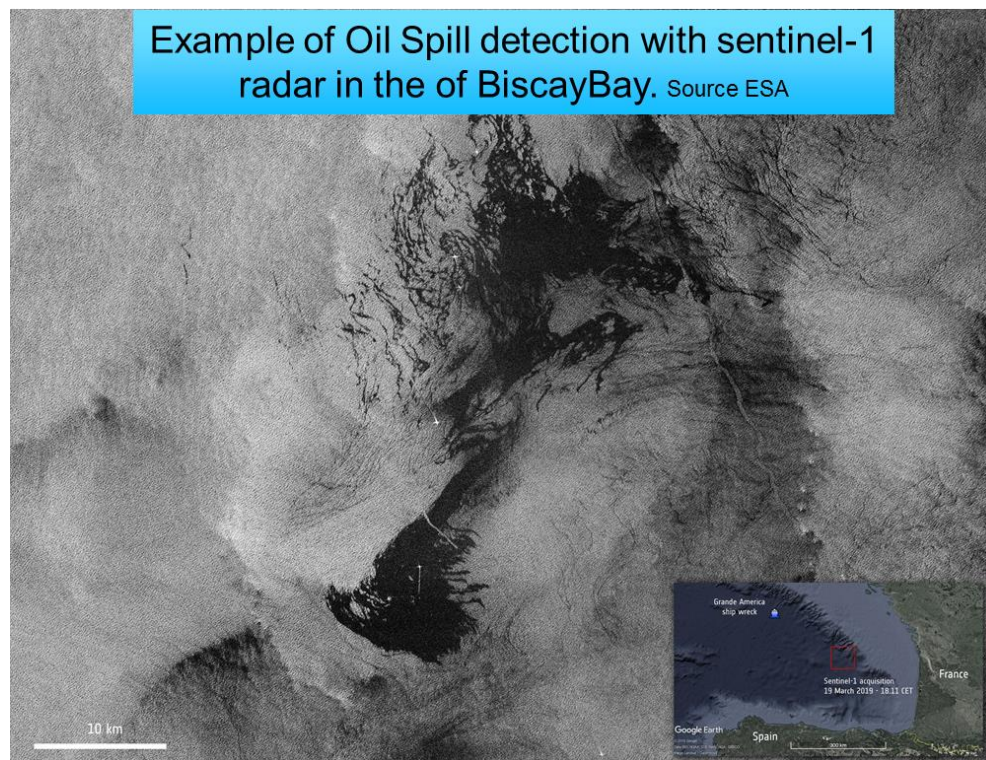 Example of Oil Spill detection with sentinel-1
radar in the of BiscayBay. Source ESA
Grande America
ship wreck
Sentinel-1 acquisition
19 March 2019 - 18:11 CET
France
Google Earth
Spain
10 km